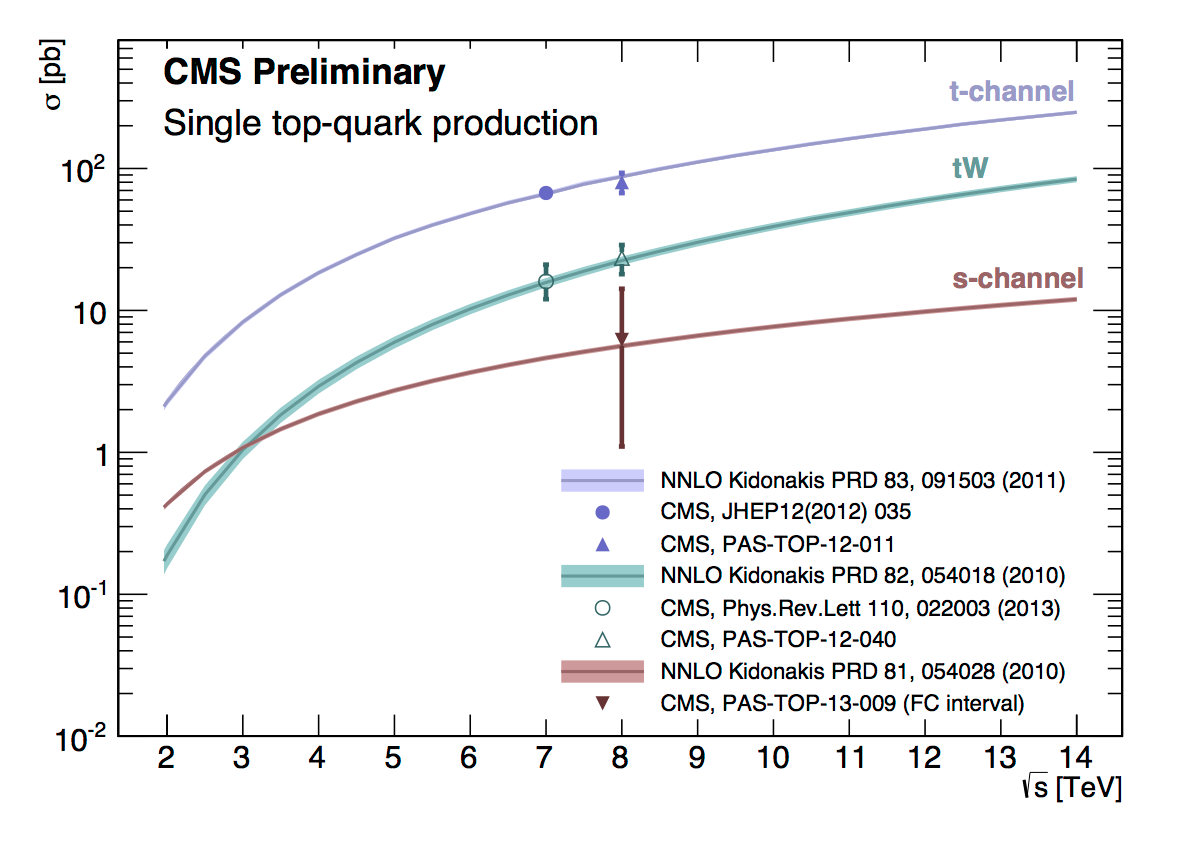 σ [pb]
CMS Preliminary
Single top-quark production
t-channel
tW
s-channel
10²
10
1
10⁻¹
10⁻²
NNLO Kidonakis PRD 83, 091503 (2011)
CMS, JHEP12(2012) 035
CMS, PAS-TOP-12-011
NNLO Kidonakis PRD 82, 054018 (2010)
CMS, Phys.Rev.Lett 110, 022003 (2013)
CMS, PAS-TOP-12-040
NNLO Kidonakis PRD 81, 054028 (2010)
CMS, PAS-TOP-13-009 (FC interval)
2 3 4 5 6 7 8 9 10 11 12 13 14
√s [TeV]